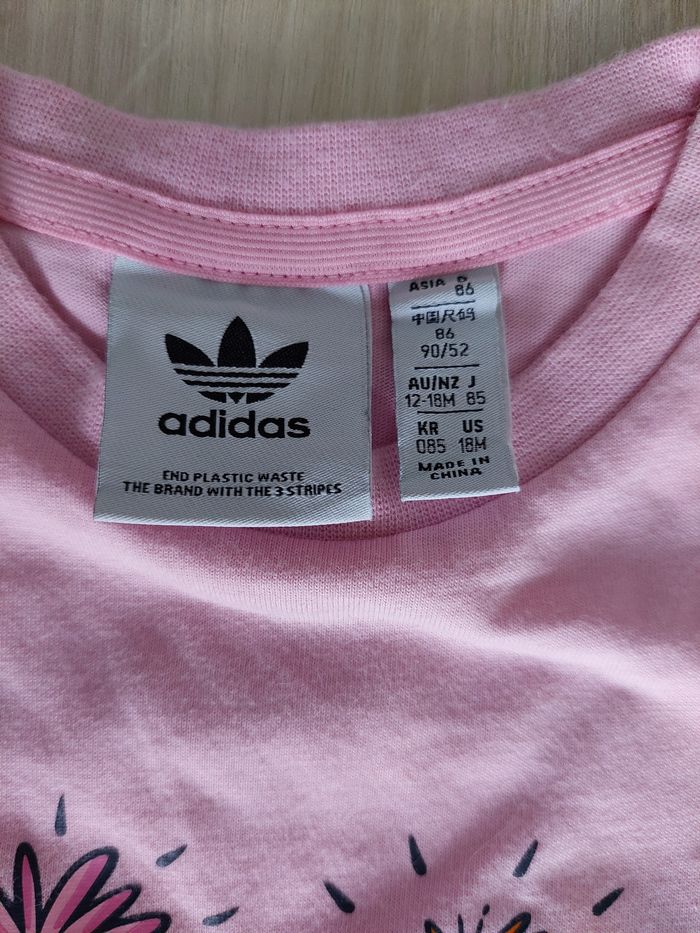 adidas
END PLASTIC WASTE
THE BRAND WITH THE 3 STRIPES
ASIA
86
中国尺码
86
90/52
AU/NZ J
12-18M 85
KR US
085 18M
MADE IN
CHINA